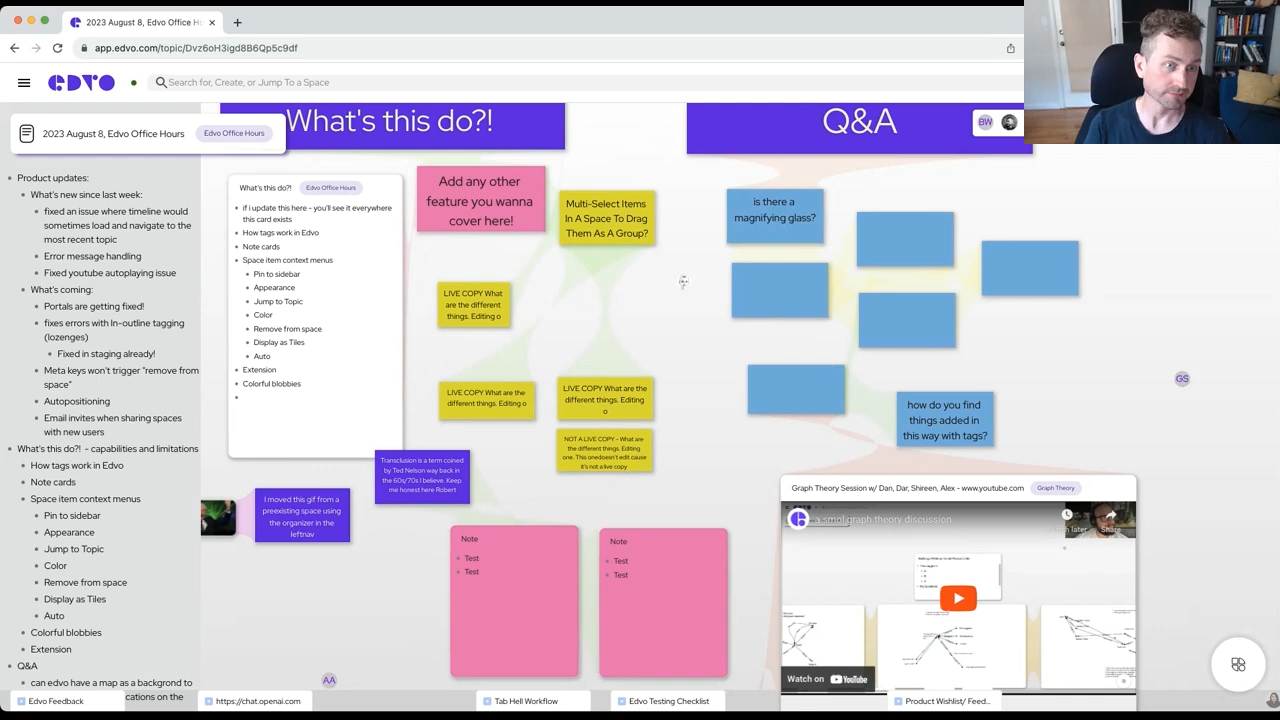 2023 August 8, Edvo Office H
app.edvo.com/topic/Dvz6oH3igd8B6Qp5c9df
EDVO
Search for, Create, or Jump To a Space
2023 August 8, Edvo Office Hours
Edvo Office Hours
What's this do?!
Q&A
BW
Product updates:
What's new since last week:
fixed an issue where timeline would
sometimes load and navigate to the
most recent topic
Error message handling
Fixed youtube autoplaying issue
What's coming:
Portals are getting fixed!
fixes errors with In-outline tagging
(lozenges)
Fixed in staging already!
Meta keys won't trigger "remove from
space"
Autopositioning
Email invites when sharing spaces
with new users
What's this do?! - capabilities and limitations
How tags work in Edvo
Note cards
Space item context menus
Pin to sidebar
Appearance
Jump to Topic
Color
Remove from space
Display as Tiles
Auto
Colorful blobbies
Extension
Q&A
can edvo have a map as a backgrond to
cations on the
What's this do?!
Edvo Office Hours
if i update this here - you'll see it everywhere
this card exists
How tags work in Edvo
Note cards
Space item context menus
Pin to sidebar
Appearance
Jump to Topic
Color
Remove from space
Display as Tiles
Auto
Extension
Colorful blobbies
Add any other
feature you wanna
cover here!
Multi-Select Items
In A Space To Drag
Them As A Group?
LIVE COPY What
are the different
things. Editing o
LIVE COPY What are the
different things. Editing o
LIVE COPY What are the
different things. Editing
o
NOT A LIVE COPY - What are
the different things. Editing
one. This onedoesn't edit cause
it's not a live copy
Transclusion is a term coined
by Ted Nelson way back in
the 60s/70s I believe. Keep
me honest here Robert
I moved this gif from a
preexisting space using
the organizer in the
leftnav
Note
Test
Test
Note
Test
Test
is there a
magnifying glass?
how do you find
things added in
this way with tags?
GS
AA
Graph Theory Session w/ Dan, Dar, Shireen, Alex - www.youtube.com
Graph Theory
a smol graph theory discussion
Share
Watch on YouTube
Edvo Feedback
https://chat.openai.com
Tab Hell Workflow
Edvo Testing Checklist
Product Wishlist/ Feed...